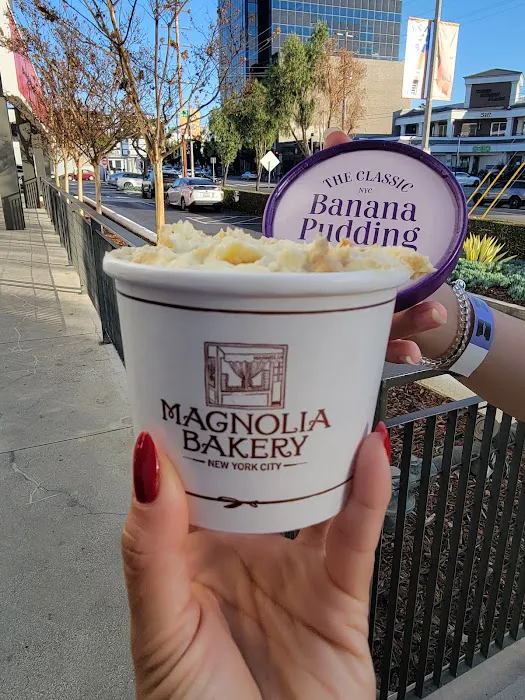 THE CLASSIC
NYC
Banana
Pudding
MAGNOLIA
BAKERY
NEW YORK CITY